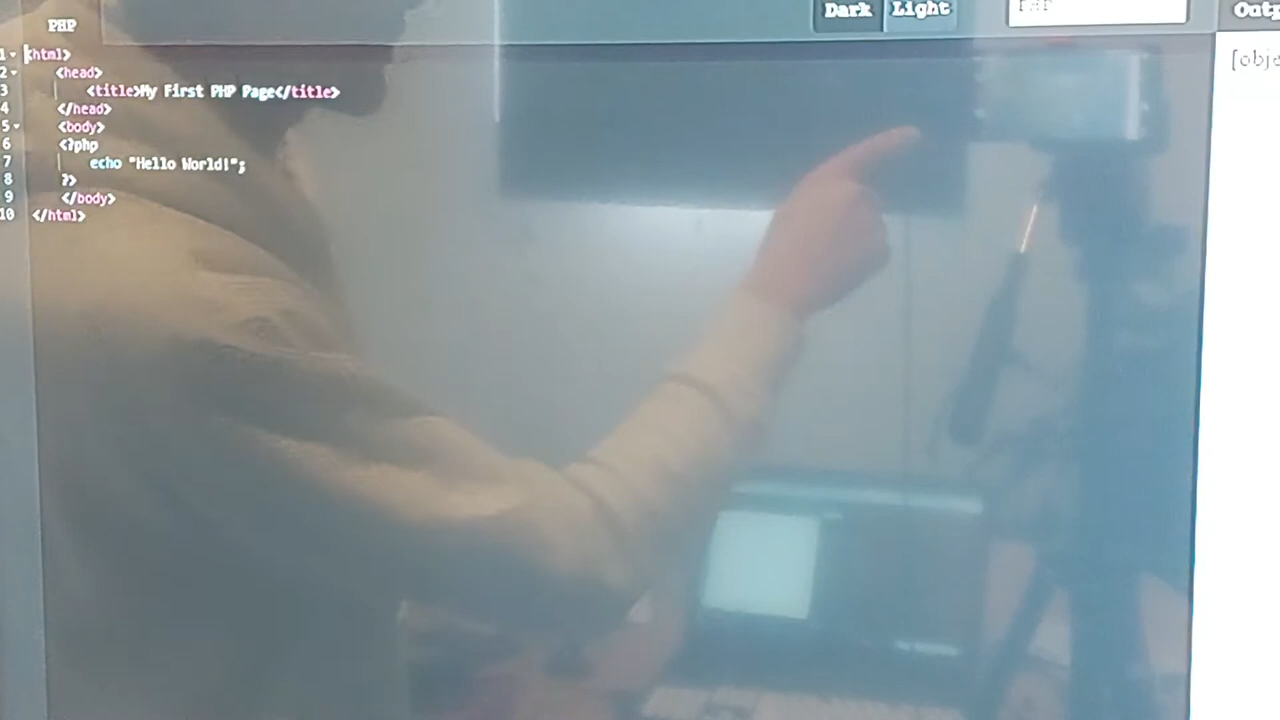 PHP
Dark Light
PHP
1 <html>
2 <head>
3 <title>My First PHP Page</title>
4 </head>
5 <body>
6 <?php
7 echo "Hello World!";
8 ?>
9 </body>
10 </html>